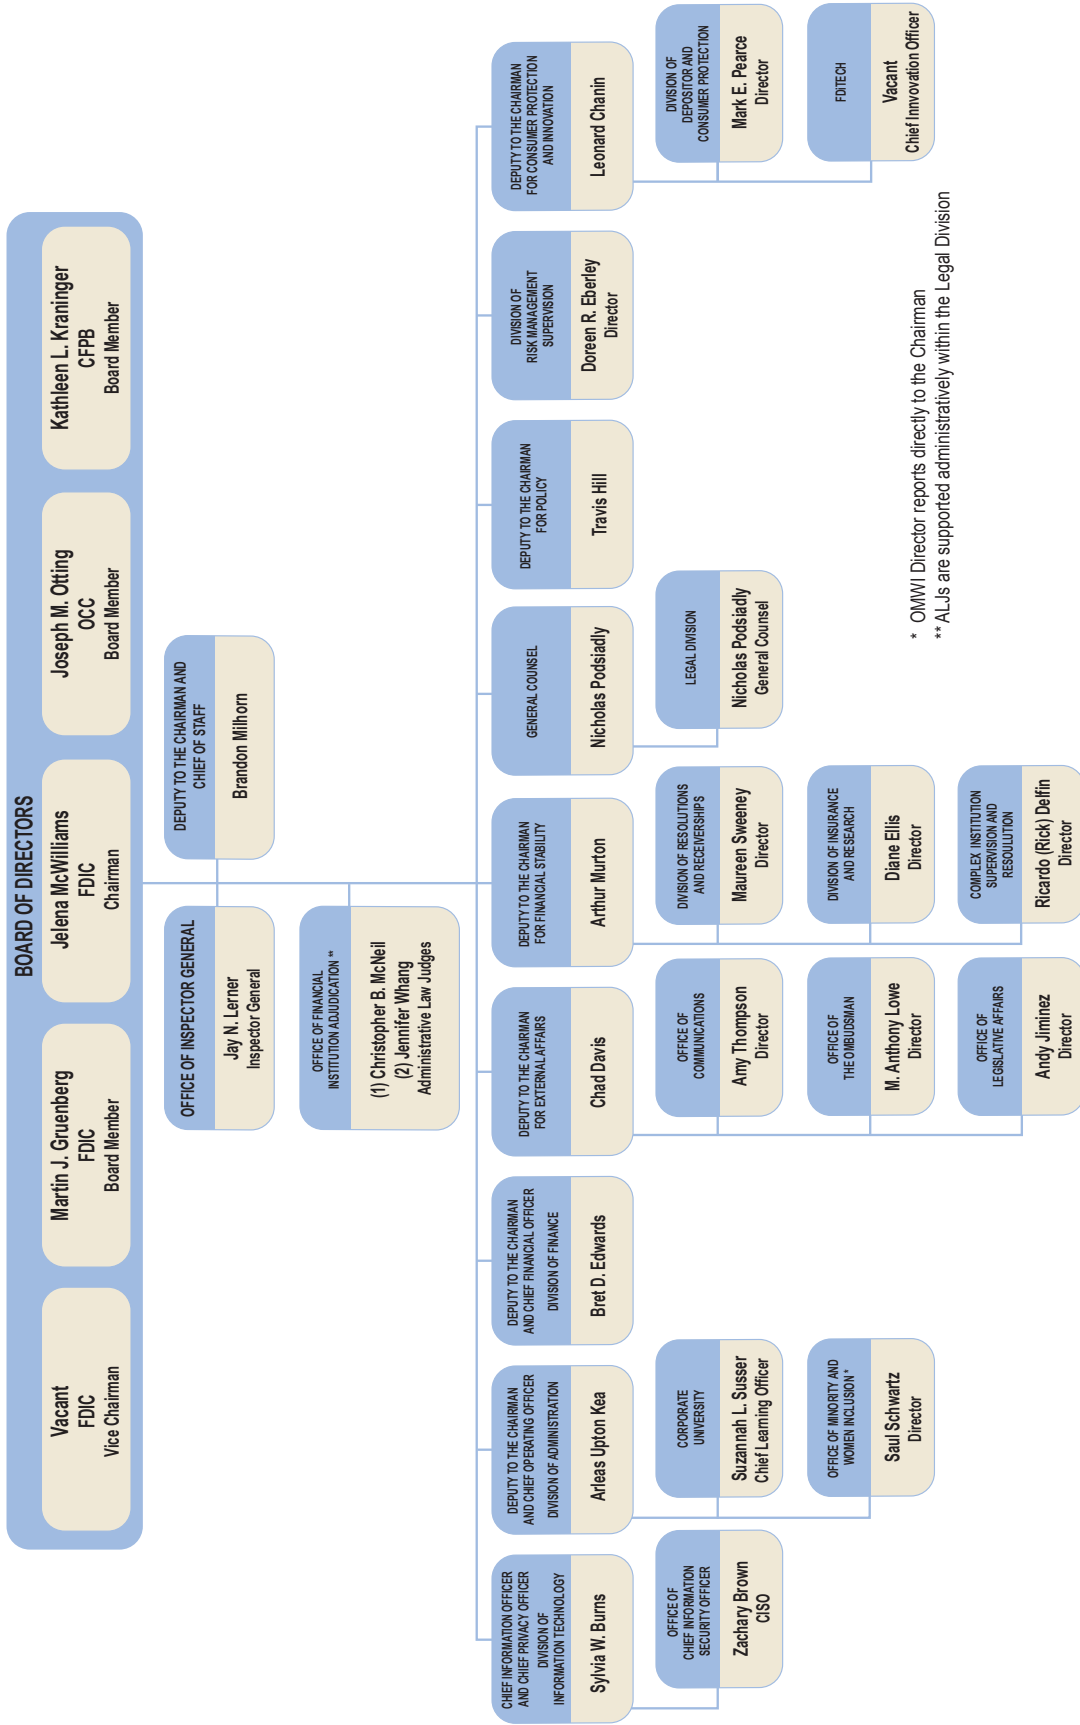 BOARD OF DIRECTORS
Vacant
FDIC
Vice Chairman
Martin J. Gruenberg
FDIC
Board Member
Jelena McWilliams
FDIC
Chairman
Joseph M. Otting
OCC
Board Member
Kathleen L. Kraninger
CFPB
Board Member
OFFICE OF INSPECTOR GENERAL
Jay N. Lerner
Inspector General
DEPUTY TO THE CHAIRMAN AND
CHIEF OF STAFF
Brandon Milhorn
OFFICE OF FINANCIAL
INSTITUTION ADJUDICATION **
(1) Christopher B. McNeil
(2) Jennifer Whang
Administrative Law Judges
CHIEF INFORMATION OFFICER
AND CHIEF PRIVACY OFFICER
DIVISION OF
INFORMATION TECHNOLOGY
Sylvia W. Burns
OFFICE OF
CHIEF INFORMATION
SECURITY OFFICER
Zachary Brown
CISO
DEPUTY TO THE CHAIRMAN
AND CHIEF OPERATING OFFICER
DIVISION OF ADMINISTRATION
Arleas Upton Kea
CORPORATE
UNIVERSITY
Suzannah L. Susser
Chief Learning Officer
OFFICE OF MINORITY AND
WOMEN INCLUSION *
Saul Schwartz
Director
DEPUTY TO THE CHAIRMAN
AND CHIEF FINANCIAL OFFICER
DIVISION OF FINANCE
Bret D. Edwards
DEPUTY TO THE CHAIRMAN
FOR EXTERNAL AFFAIRS
Chad Davis
OFFICE OF
COMMUNICATIONS
Amy Thompson
Director
OFFICE OF
THE OMBUDSMAN
M. Anthony Lowe
Director
OFFICE OF
LEGISLATIVE AFFAIRS
Andy Jiminez
Director
DEPUTY TO THE CHAIRMAN
FOR FINANCIAL STABILITY
Arthur Murton
DIVISION OF RESOLUTIONS
AND RECEIVERSHIPS
Maureen Sweeney
Director
DIVISION OF INSURANCE
AND RESEARCH
Diane Ellis
Director
COMPLEX INSTITUTION
SUPERVISION AND
RESOULUTION
Ricardo (Rick) Delfin
Director
GENERAL COUNSEL
Nicholas Podsiadly
LEGAL DIVISION
Nicholas Podsiadly
General Counsel
DEPUTY TO THE CHAIRMAN
FOR POLICY
Travis Hill
DIVISION OF
RISK MANAGEMENT
SUPERVISION
Doreen R. Eberley
Director
DEPUTY TO THE CHAIRMAN
FOR CONSUMER PROTECTION
AND INNOVATION
Leonard Chanin
DIVISION OF
DEPOSITOR AND
CONSUMER PROTECTION
Mark E. Pearce
Director
FDITECH
Vacant
Chief Innvovation Officer
* OMWI Director reports directly to the Chairman
** ALJs are supported administratively within the Legal Division